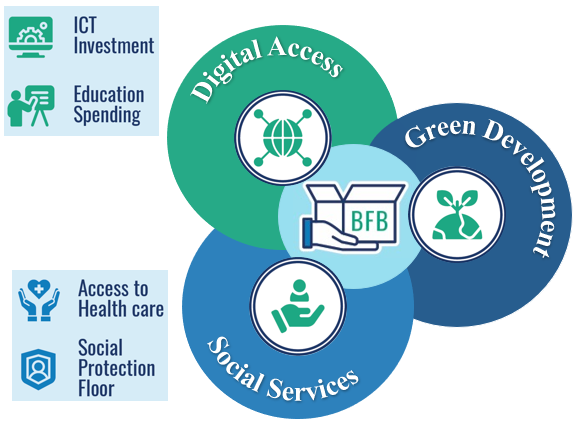 ICT
Investment
Education
Spending
Digital Access
Green Development
BFB
Access to
Health care
Social
Protection
Floor
Social Services